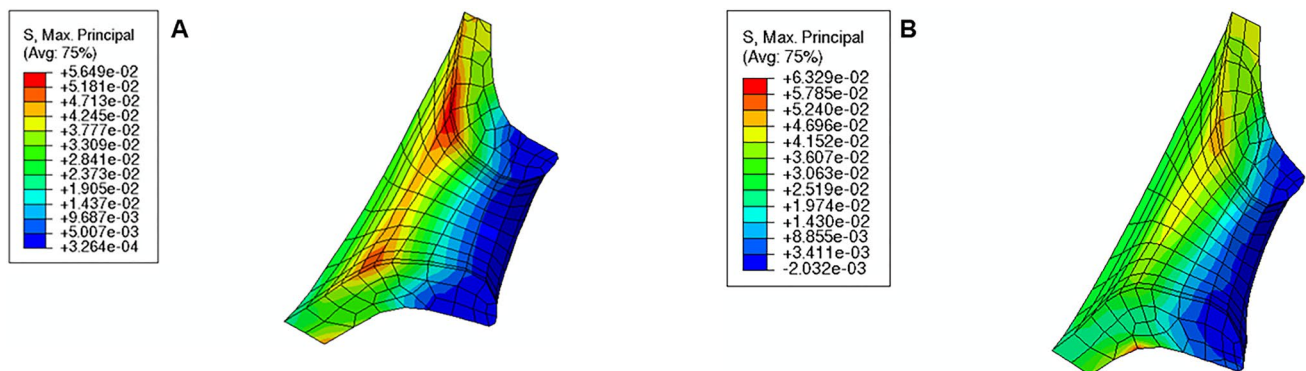 S, Max. Principal
(Avg: 75%)
+5.649e-02
+5.181e-02
+4.713e-02
+4.245e-02
+3.777e-02
+3.309e-02
+2.841e-02
+2.373e-02
+1.905e-02
+1.437e-02
+9.687e-03
+5.007e-03
+3.264e-04
A
S, Max. Principal
(Avg: 75%)
+6.329e-02
+5.785e-02
+5.240e-02
+4.696e-02
+4.152e-02
+3.607e-02
+3.063e-02
+2.519e-02
+1.974e-02
+1.430e-02
+8.855e-03
+3.411e-03
-2.032e-03
B